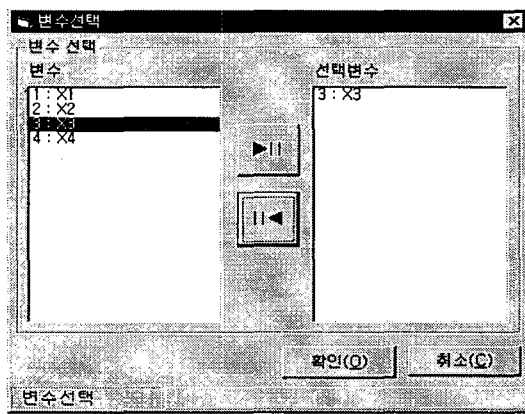 변수선택
변수 선택
변수
1 : X1
2 : X2
3 : X3
4 : X4
선택변수
3 : X3
확인(O)
취소(C)
변수선택